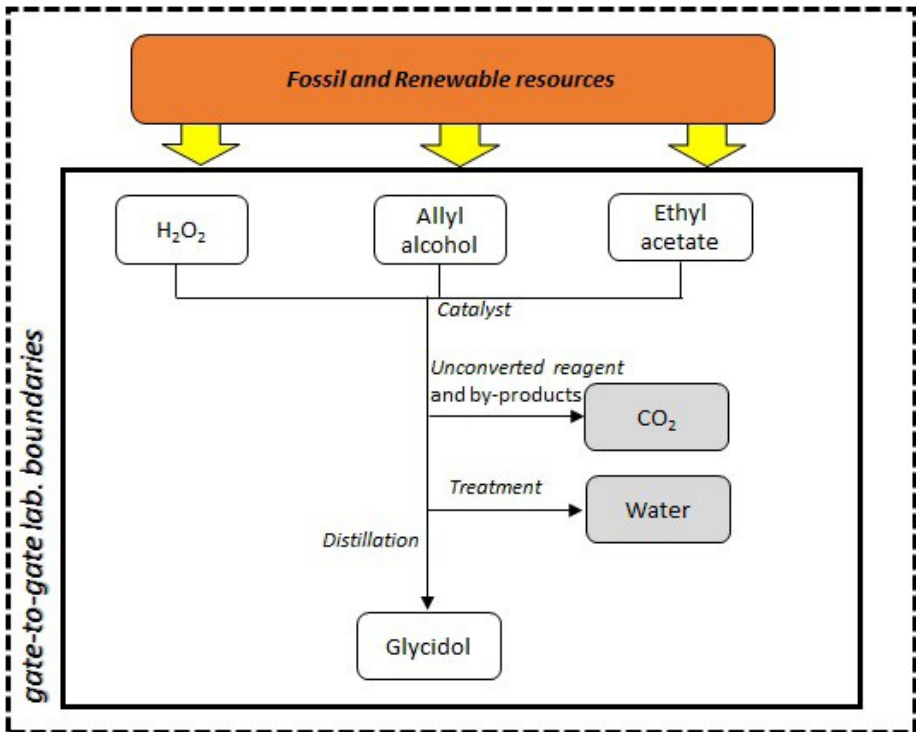 Fossil and Renewable resources
H₂O₂
Allyl
alcohol
Ethyl
acetate
Catalyst
Unconverted reagent
and by-products
CO₂
Treatment
Water
Distillation
Glycidol
gate-to-gate lab. boundaries